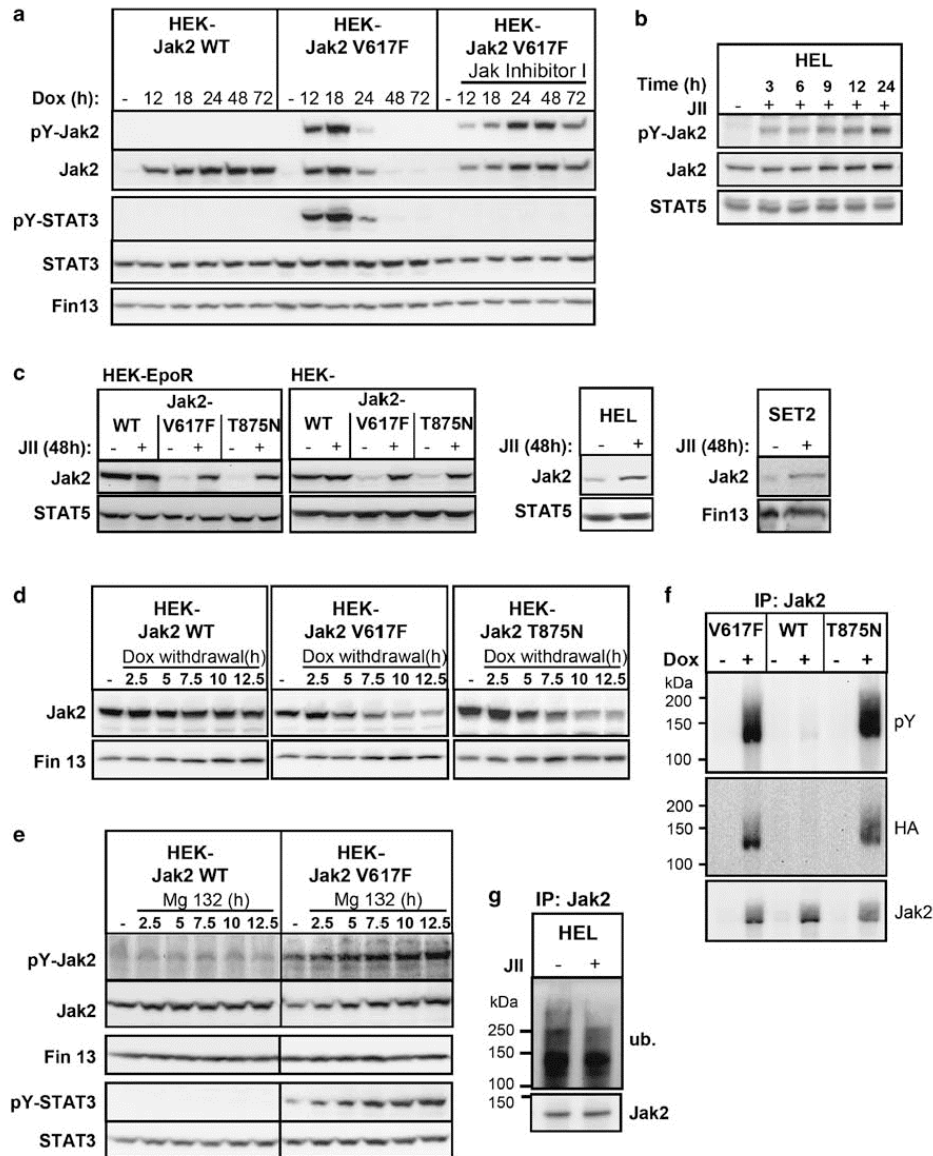 a
HEK-
Jak2 WT
HEK-
Jak2 V617F
HEK-
Jak2 V617F
Jak Inhibitor I
Dox (h): - 12 18 24 48 72 - 12 18 24 48 72 - 12 18 24 48 72
pY-Jak2
Jak2
pY-STAT3
STAT3
Fin13
b
HEL
Time (h) 3 6 9 12 24
JII - + + + + +
pY-Jak2
Jak2
STAT5
c
HEK-EpoR
Jak2-
WT V617F T875N
JII (48h): - + - + - +
Jak2
STAT5
HEK-
Jak2-
WT V617F T875N
- + - + - +
HEL
JII (48h): - +
Jak2
STAT5
SET2
JII (48h): - +
Jak2
Fin13
d
HEK-
Jak2 WT
Dox withdrawal(h)
- 2.5 5 7.5 10 12.5
HEK-
Jak2 V617F
Dox withdrawal(h)
- 2.5 5 7.5 10 12.5
HEK-
Jak2 T875N
Dox withdrawal(h)
- 2.5 5 7.5 10 12.5
Jak2
Fin 13
e
HEK-
Jak2 WT
Mg 132 (h)
- 2.5 5 7.5 10 12.5
HEK-
Jak2 V617F
Mg 132 (h)
- 2.5 5 7.5 10 12.5
pY-Jak2
Jak2
Fin 13
pY-STAT3
STAT3
f
IP: Jak2
V617F WT T875N
Dox - + - + - +
kDa
200
150
100
pY
200
150
100
HA
Jak2
g
IP: Jak2
HEL
JII - +
kDa
250
150
100
ub.
150
Jak2